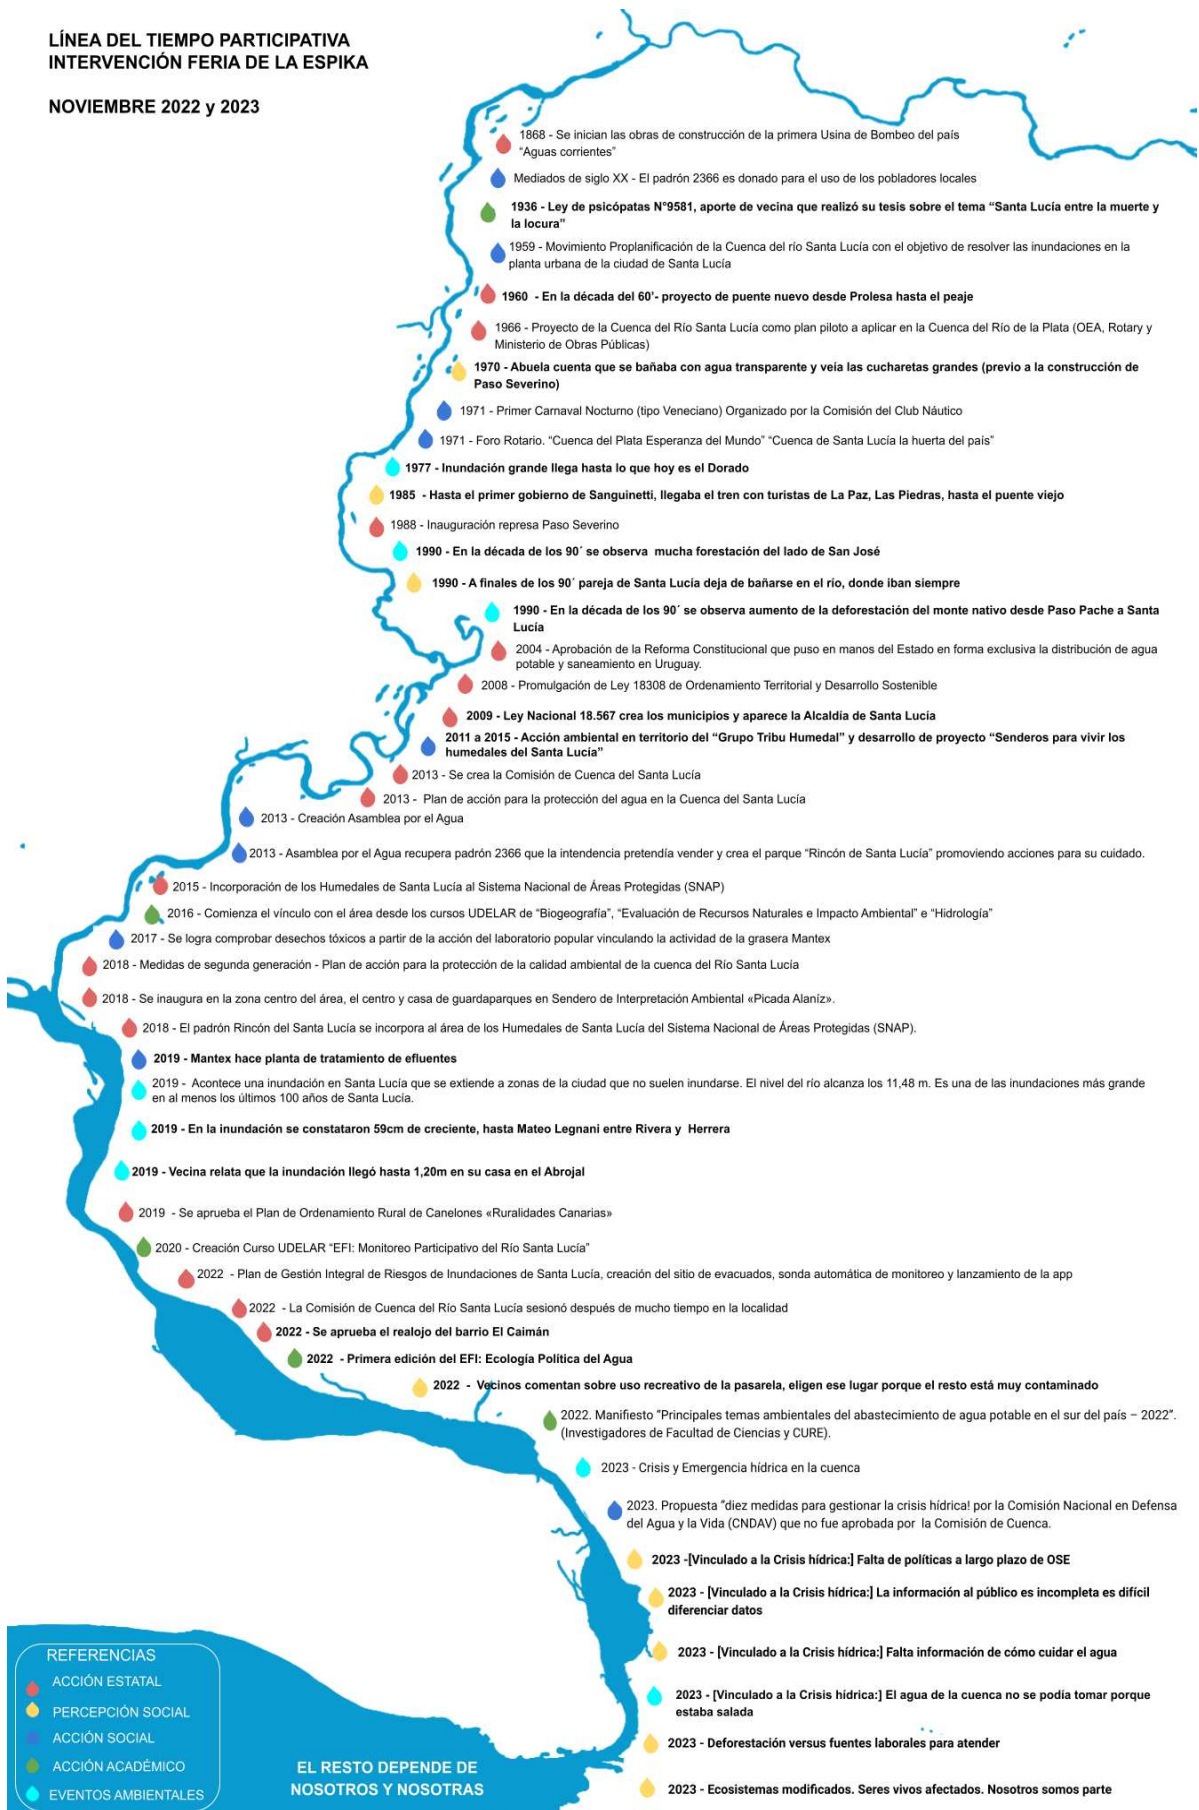 LÍNEA DEL TIEMPO PARTICIPATIVA
INTERVENCIÓN FERIA DE LA ESPIKA
NOVIEMBRE 2022 y 2023
1868 - Se inician las obras de construcción de la primera Usina de Bombeo del país
“Aguas corrientes”
Mediados de siglo XX - El padrón 2366 es donado para el uso de los pobladores locales
1936 - Ley de psicópatas N°9581, aporte de vecina que realizó su tesis sobre el tema “Santa Lucía entre la muerte y
la locura”
1959 - Movimiento Proplanificación de la Cuenca del río Santa Lucía con el objetivo de resolver las inundaciones en la
planta urbana de la ciudad de Santa Lucía
1960 - En la década del 60’- proyecto de puente nuevo desde Prolesa hasta el peaje
1966 - Proyecto de la Cuenca del Río Santa Lucía como plan piloto a aplicar en la Cuenca del Río de la Plata (OEA, Rotary y
Ministerio de Obras Públicas)
1970 - Abuela cuenta que se bañaba con agua transparente y veía las cucharetas grandes (previo a la construcción de
Paso Severino)
1971 - Primer Carnaval Nocturno (tipo Veneciano) Organizado por la Comisión del Club Náutico
1971 - Foro Rotario. “Cuenca del Plata Esperanza del Mundo” “Cuenca de Santa Lucía la huerta del país”
1977 - Inundación grande llega hasta lo que hoy es el Dorado
1985 - Hasta el primer gobierno de Sanguinetti, llegaba el tren con turistas de La Paz, Las Piedras, hasta el puente viejo
1988 - Inauguración represa Paso Severino
1990 - En la década de los 90´ se observa mucha forestación del lado de San José
1990 - A finales de los 90´ pareja de Santa Lucía deja de bañarse en el río, donde iban siempre
1990 - En la década de los 90´ se observa aumento de la deforestación del monte nativo desde Paso Pache a Santa
Lucía
2004 - Aprobación de la Reforma Constitucional que puso en manos del Estado en forma exclusiva la distribución de agua
potable y saneamiento en Uruguay.
2008 - Promulgación de Ley 18308 de Ordenamiento Territorial y Desarrollo Sostenible
2009 - Ley Nacional 18.567 crea los municipios y aparece la Alcaldía de Santa Lucía
2011 a 2015 - Acción ambiental en territorio del “Grupo Tribu Humedal” y desarrollo de proyecto “Senderos para vivir los
humedales del Santa Lucía”
2013 - Se crea la Comisión de Cuenca del Santa Lucía
2013 - Plan de acción para la protección del agua en la Cuenca del Santa Lucía
2013 - Creación Asamblea por el Agua
2013 - Asamblea por el Agua recupera padrón 2366 que la intendencia pretendía vender y crea el parque “Rincón de Santa Lucía” promoviendo acciones para su cuidado.
2015 - Incorporación de los Humedales de Santa Lucía al Sistema Nacional de Áreas Protegidas (SNAP)
2016 - Comienza el vínculo con el área desde los cursos UDELAR de “Biogeografía”, “Evaluación de Recursos Naturales e Impacto Ambiental” e “Hidrología”
2017 - Se logra comprobar desechos tóxicos a partir de la acción del laboratorio popular vinculando la actividad de la grasera Mantex
2018 - Medidas de segunda generación - Plan de acción para la protección de la calidad ambiental de la cuenca del Río Santa Lucía
2018 - Se inaugura en la zona centro del área, el centro y casa de guardaparques en Sendero de Interpretación Ambiental «Picada Alaníz».
2018 - El padrón Rincón del Santa Lucía se incorpora al área de los Humedales de Santa Lucía del Sistema Nacional de Áreas Protegidas (SNAP).
2019 - Mantex hace planta de tratamiento de efluentes
2019 - Acontece una inundación en Santa Lucía que se extiende a zonas de la ciudad que no suelen inundarse. El nivel del río alcanza los 11,48 m. Es una de las inundaciones más grande
en al menos los últimos 100 años de Santa Lucía.
2019 - En la inundación se constataron 59cm de creciente, hasta Mateo Legnani entre Rivera y Herrera
2019 - Vecina relata que la inundación llegó hasta 1,20m en su casa en el Abrojal
2019 - Se aprueba el Plan de Ordenamiento Rural de Canelones «Ruralidades Canarias»
2020 - Creación Curso UDELAR “EFI: Monitoreo Participativo del Río Santa Lucía”
2022 - Plan de Gestión Integral de Riesgos de Inundaciones de Santa Lucía, creación del sitio de evacuados, sonda automática de monitoreo y lanzamiento de la app
2022 - La Comisión de Cuenca del Río Santa Lucía sesionó después de mucho tiempo en la localidad
2022 - Se aprueba el realojo del barrio El Caimán
2022 - Primera edición del EFI: Ecología Política del Agua
2022 - Vecinos comentan sobre uso recreativo de la pasarela, eligen ese lugar porque el resto está muy contaminado
2022. Manifiesto “Principales temas ambientales del abastecimiento de agua potable en el sur del país – 2022”.
(Investigadores de Facultad de Ciencias y CURE).
2023 - Crisis y Emergencia hídrica en la cuenca
2023. Propuesta “diez medidas para gestionar la crisis hídrica! por la Comisión Nacional en Defensa
del Agua y la Vida (CNDAV) que no fue aprobada por la Comisión de Cuenca.
2023 -[Vinculado a la Crisis hídrica:] Falta de políticas a largo plazo de OSE
2023 - [Vinculado a la Crisis hídrica:] La información al público es incompleta es difícil
diferenciar datos
2023 - [Vinculado a la Crisis hídrica:] Falta información de cómo cuidar el agua
2023 - [Vinculado a la Crisis hídrica:] El agua de la cuenca no se podía tomar porque
estaba salada
2023 - Deforestación versus fuentes laborales para atender
2023 - Ecosistemas modificados. Seres vivos afectados. Nosotros somos parte
REFERENCIAS
ACCIÓN ESTATAL
PERCEPCIÓN SOCIAL
ACCIÓN SOCIAL
ACCIÓN ACADÉMICO
EVENTOS AMBIENTALES
EL RESTO DEPENDE DE
NOSOTROS Y NOSOTRAS